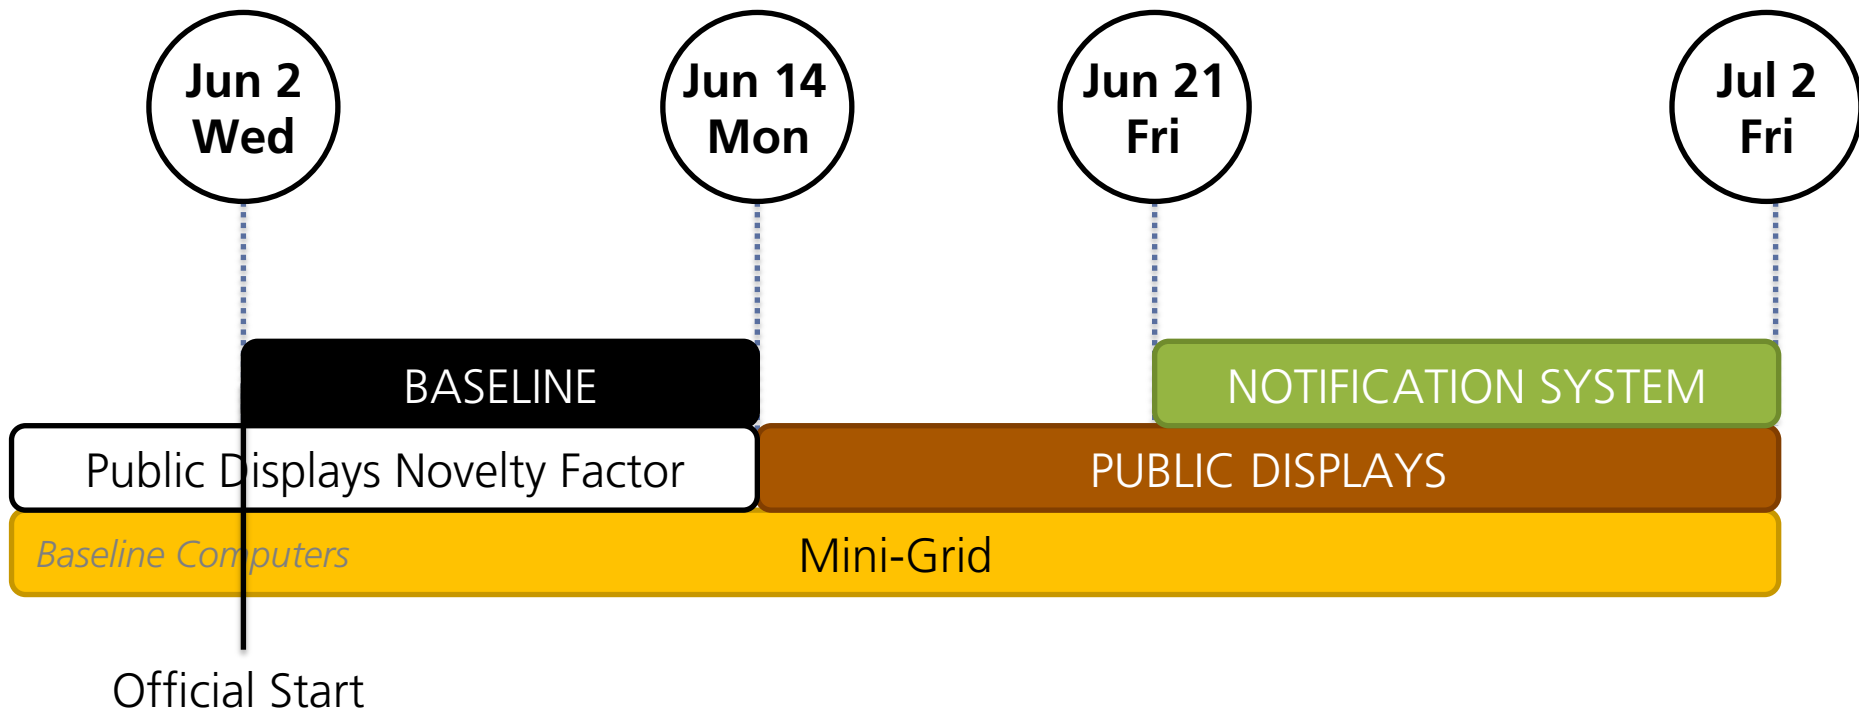 Jun 2
Wed
Jun 14
Mon
Jun 21
Fri
Jul 2
Fri
BASELINE
NOTIFICATION SYSTEM
Public Displays Novelty Factor
PUBLIC DISPLAYS
Baseline Computers
Mini-Grid
Official Start